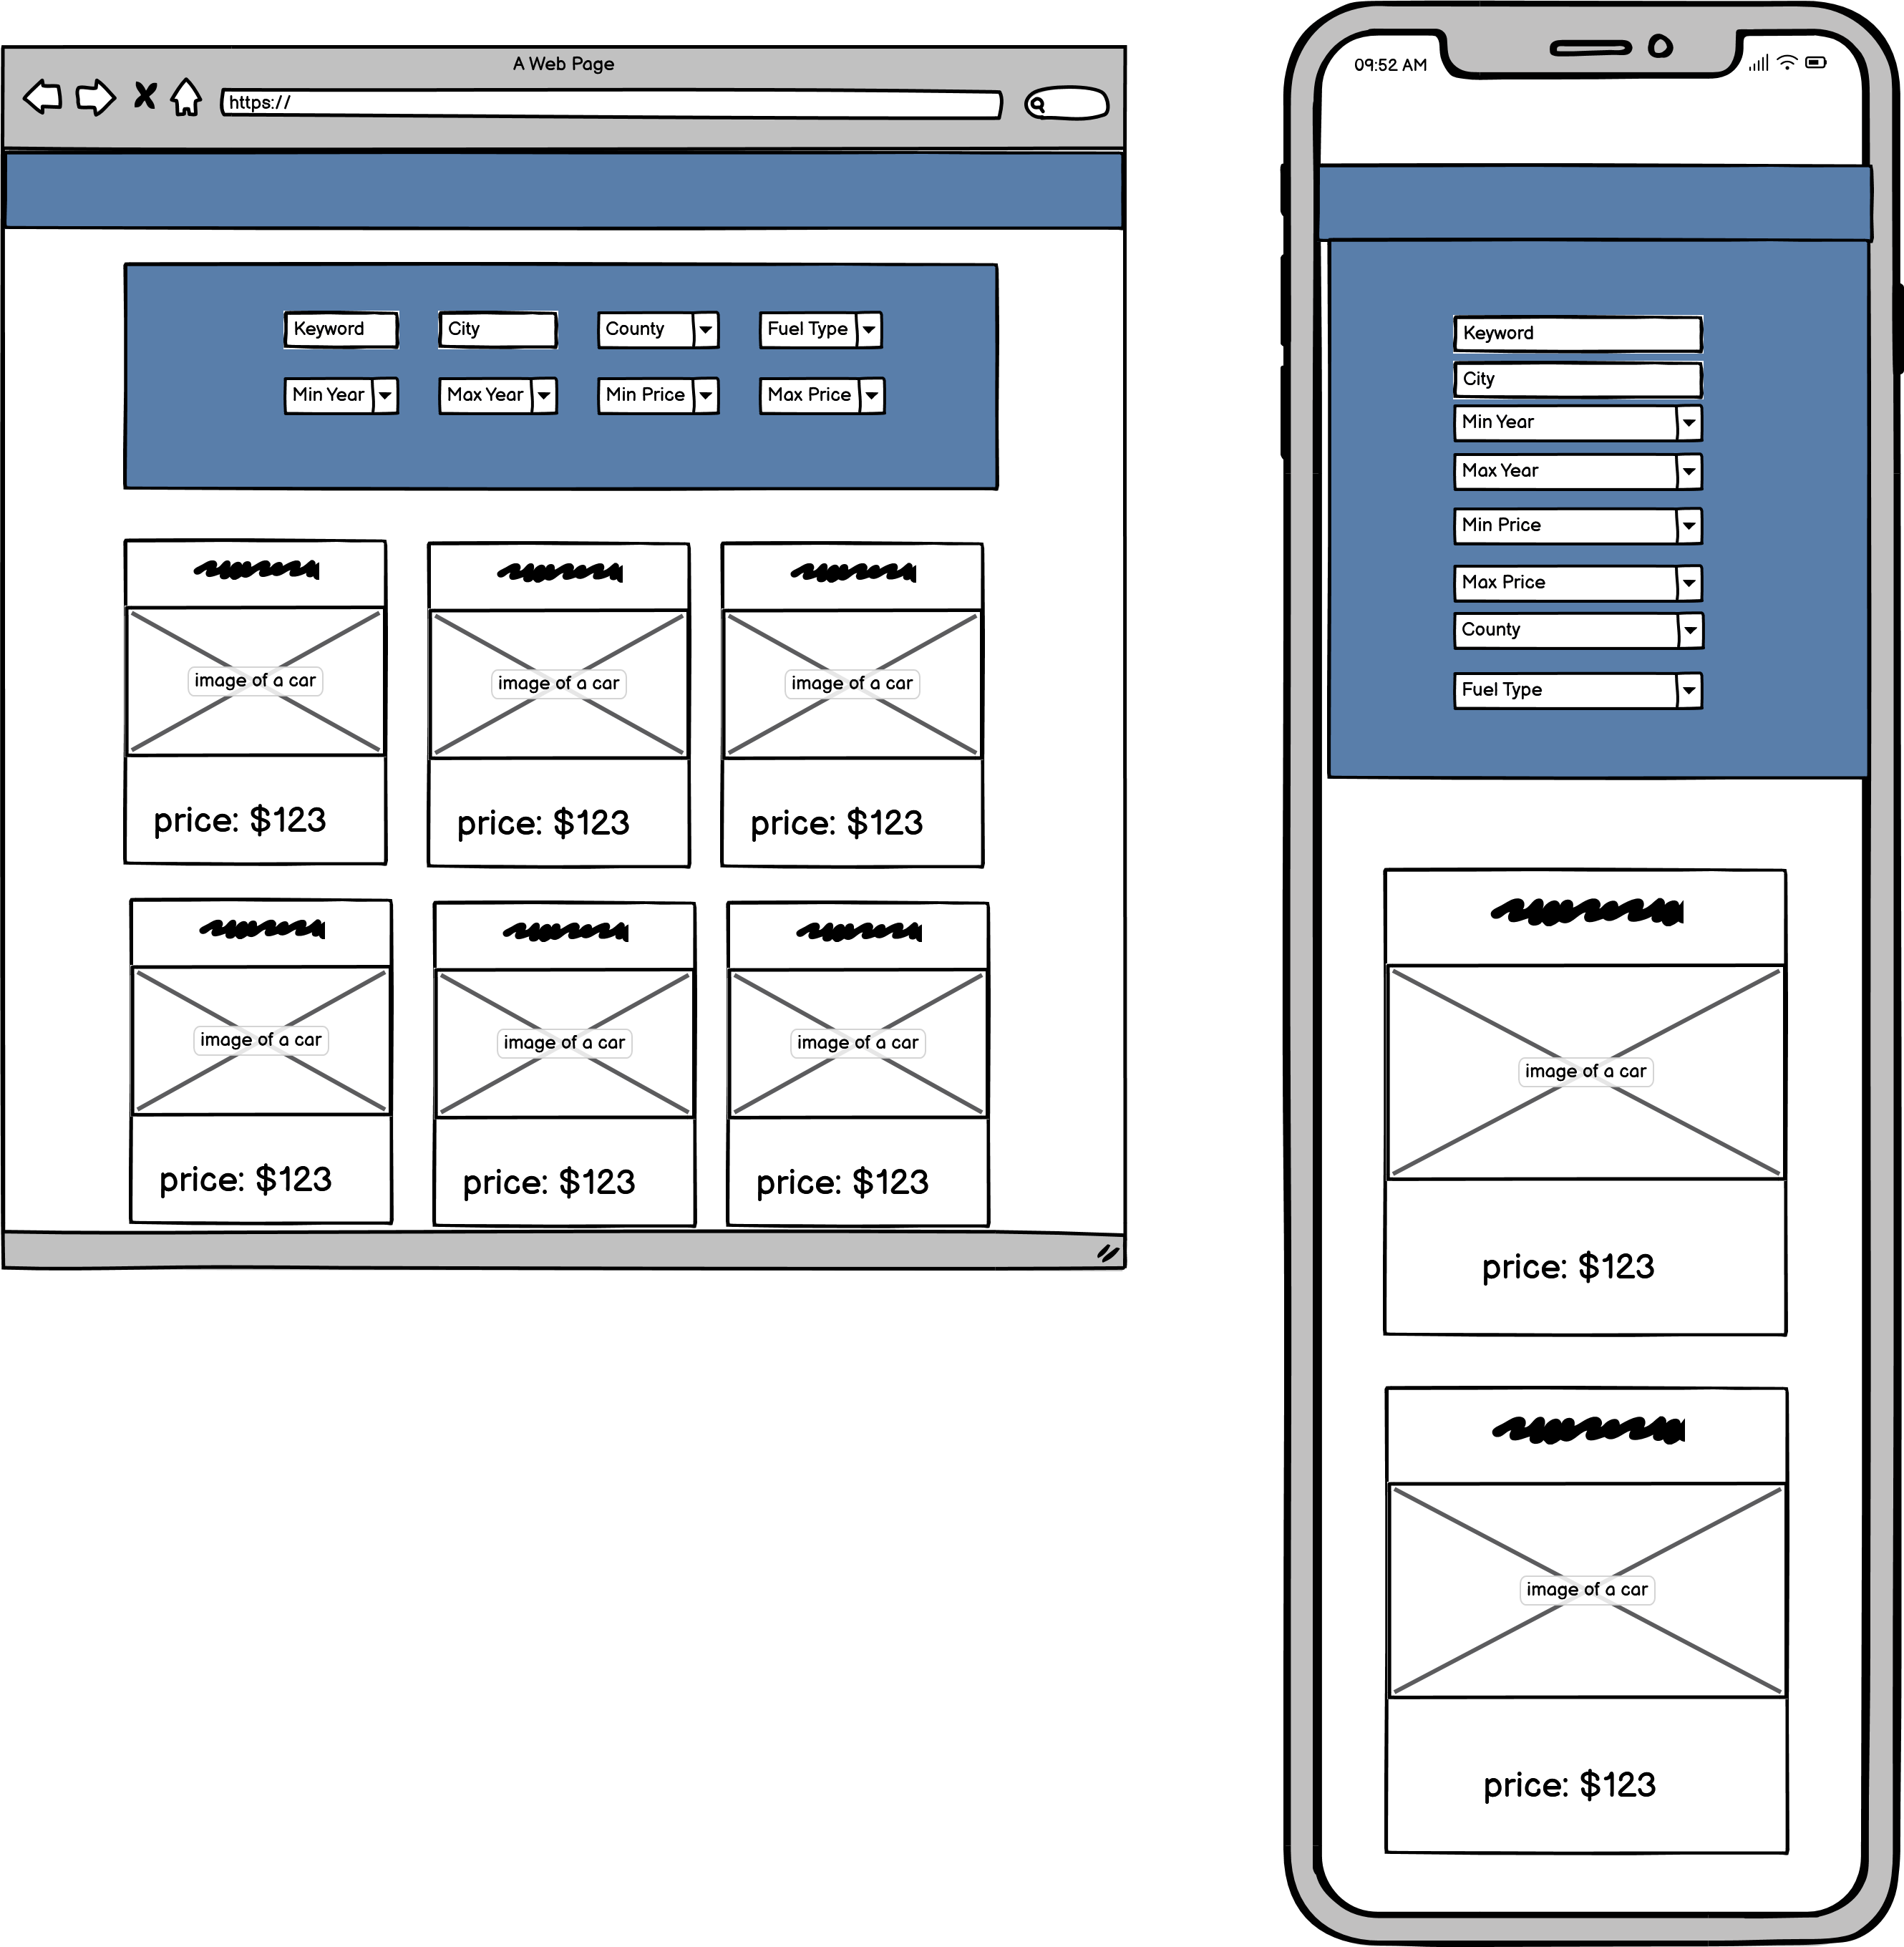 A Web Page
https://
Keyword City County Fuel Type
Min Year Max Year Min Price Max Price
image of a car image of a car image of a car
price: $123 price: $123 price: $123
image of a car image of a car image of a car
price: $123 price: $123 price: $123
09:52 AM
Keyword
City
Min Year
Max Year
Min Price
Max Price
County
Fuel Type
image of a car
price: $123
image of a car
price: $123